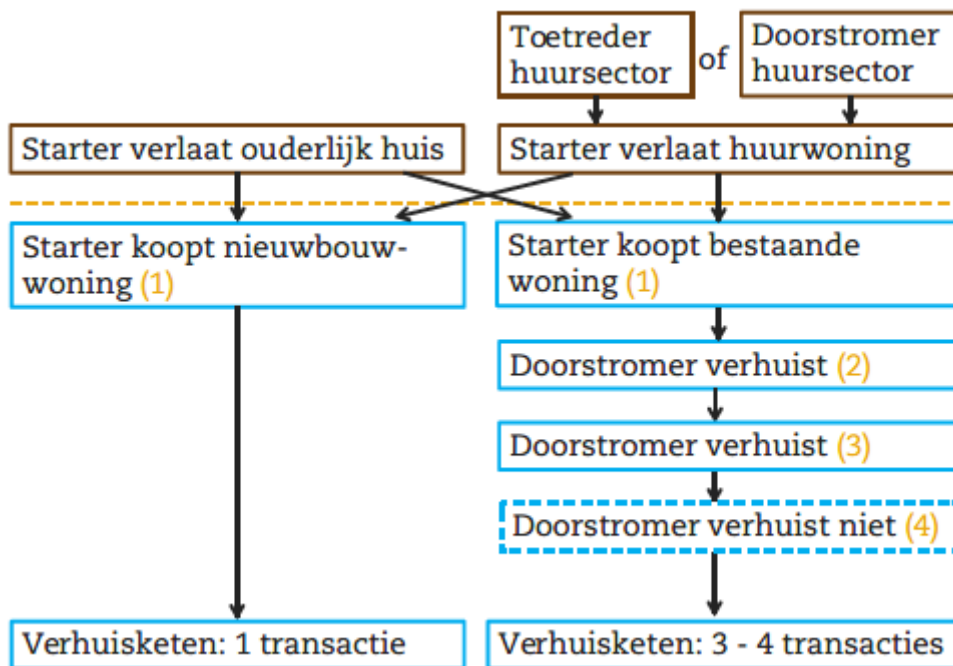 Toetreder
huursector
of
Doorstromer
huursector
Starter verlaat ouderlijk huis
Starter verlaat huurwoning
Starter koopt nieuwbouw-
woning (1)
Starter koopt bestaande
woning (1)
Doorstromer verhuist (2)
Doorstromer verhuist (3)
Doorstromer verhuist niet (4)
Verhuisketen: 1 transactie
Verhuisketen: 3 - 4 transacties